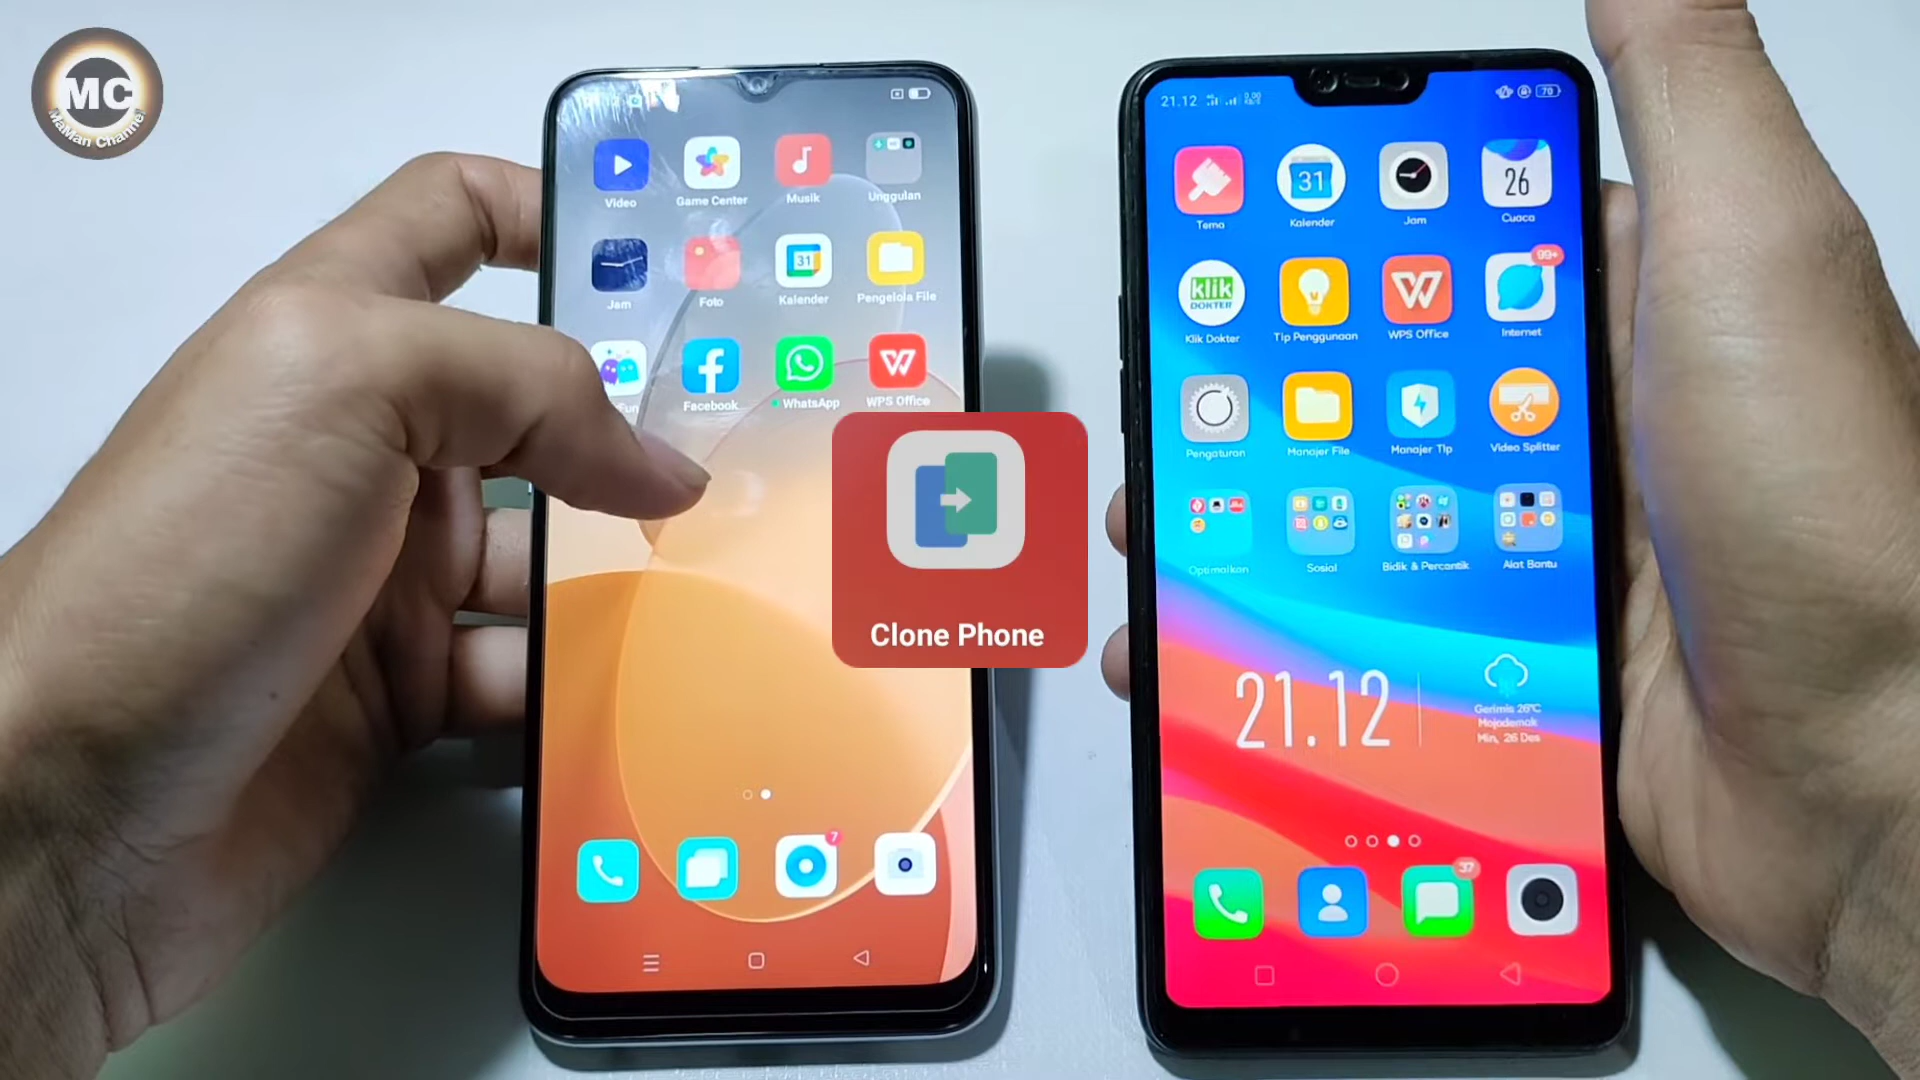 MC
MaMan Channel
Video
Game Center
Musik
Unggulan
Jam
Foto
31
Kalender
Pengelola File
Fun
Facebook
WhatsApp
WPS Office
7
Clone Phone
21.12
79
Tema
31
Kalender
Jam
26
Cuaca
klik
DOKTER
Klik Dokter
Tip Penggunaan
WPS Office
99+
Internet
Pengaturan
Manajer File
Manajer Tlp
Video Splitter
Optimalkan
Sosial
Bidik & Percantik
Alat Bantu
21.12
Gerimis 26°C
Mojodemak
Min, 26 Des
37